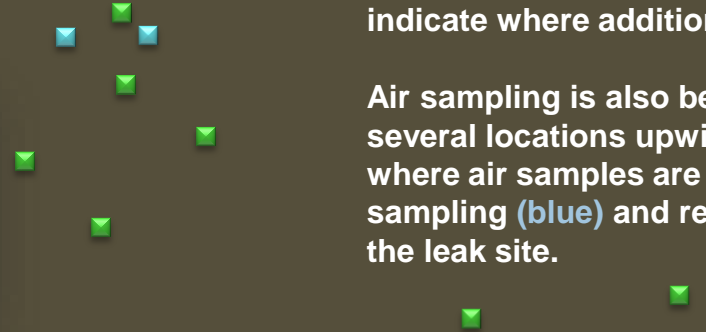 indicate where addition
Air sampling is also be
several locations upwi
where air samples are
sampling (blue) and re
the leak site.